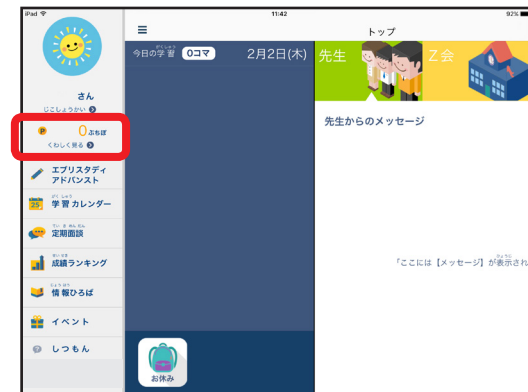 iPad
11:42
92%
さん
じこしょうかい
P 0 ぷちぽ
くわしく見る
エブリスタディ
アドバンスト
25 学習カレンダー
定期面談
成績ランキング
情報ひろば
イベント
しつもん
トップ
今日の学習 0コマ 2月2日(木)
お休み
先生 Z会
先生からのメッセージ
「ここには【メッセージ】が表示され